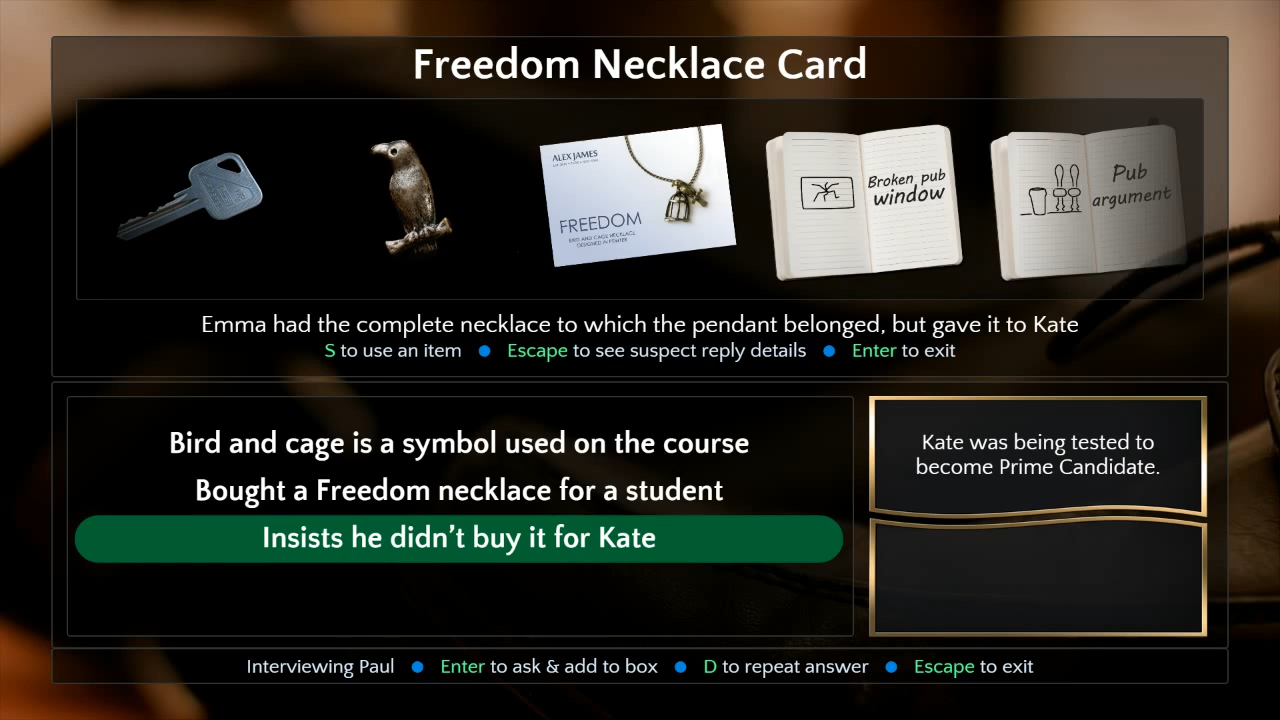 Freedom Necklace Card
ALEX JAMES
FREEDOM
BIRD AND CAGE NECKLACE
DESIGNED IN PEWTER
Broken pub
window
Pub
argument
Emma had the complete necklace to which the pendant belonged, but gave it to Kate
S to use an item ● Escape to see suspect reply details ● Enter to exit
Bird and cage is a symbol used on the course
Bought a Freedom necklace for a student
Insists he didn’t buy it for Kate
Kate was being tested to
become Prime Candidate.
Interviewing Paul ● Enter to ask & add to box ● D to repeat answer ● Escape to exit